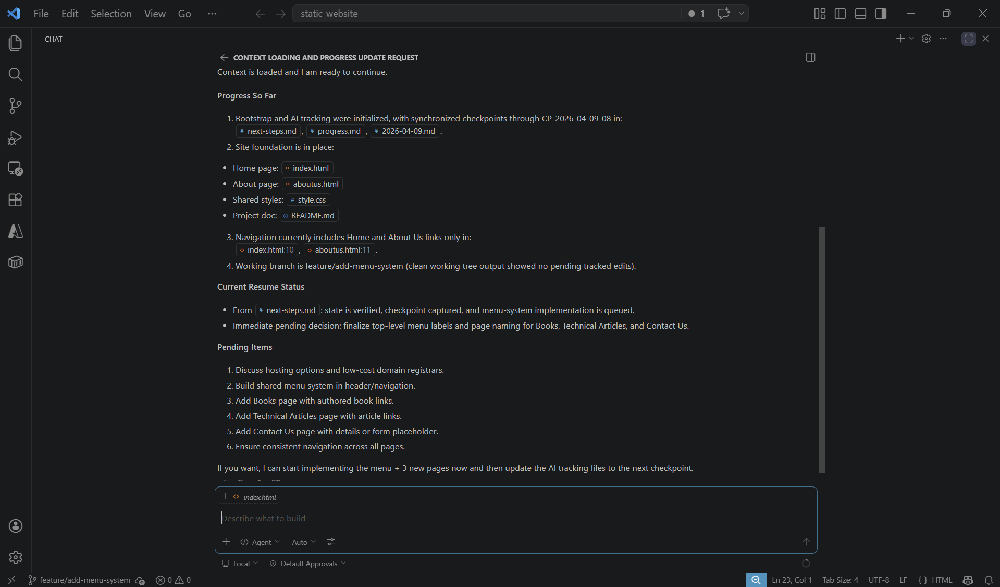 File Edit Selection View Go ···
static-website
1
CHAT
CONTEXT LOADING AND PROGRESS UPDATE REQUEST
Context is loaded and I am ready to continue.
Progress So Far
1. Bootstrap and AI tracking were initialized, with synchronized checkpoints through CP-2026-04-09-08 in:
next-steps.md , progress.md , 2026-04-09.md .
2. Site foundation is in place:
• Home page: index.html
• About page: aboutus.html
• Shared styles: # style.css
• Project doc: README.md
3. Navigation currently includes Home and About Us links only in:
index.html:10 , aboutus.html:11 .
4. Working branch is feature/add-menu-system (clean working tree output showed no pending tracked edits).
Current Resume Status
• From next-steps.md : state is verified, checkpoint captured, and menu-system implementation is queued.
• Immediate pending decision: finalize top-level menu labels and page naming for Books, Technical Articles, and Contact Us.
Pending Items
1. Discuss hosting options and low-cost domain registrars.
2. Build shared menu system in header/navigation.
3. Add Books page with authored book links.
4. Add Technical Articles page with article links.
5. Add Contact Us page with details or form placeholder.
6. Ensure consistent navigation across all pages.
If you want, I can start implementing the menu + 3 new pages now and then update the AI tracking files to the next checkpoint.
index.html
Describe what to build
Agent Auto
Local Default Approvals
feature/add-menu-system 0 0 Ln 23, Col 1 Tab Size: 4 UTF-8 LF { } HTML